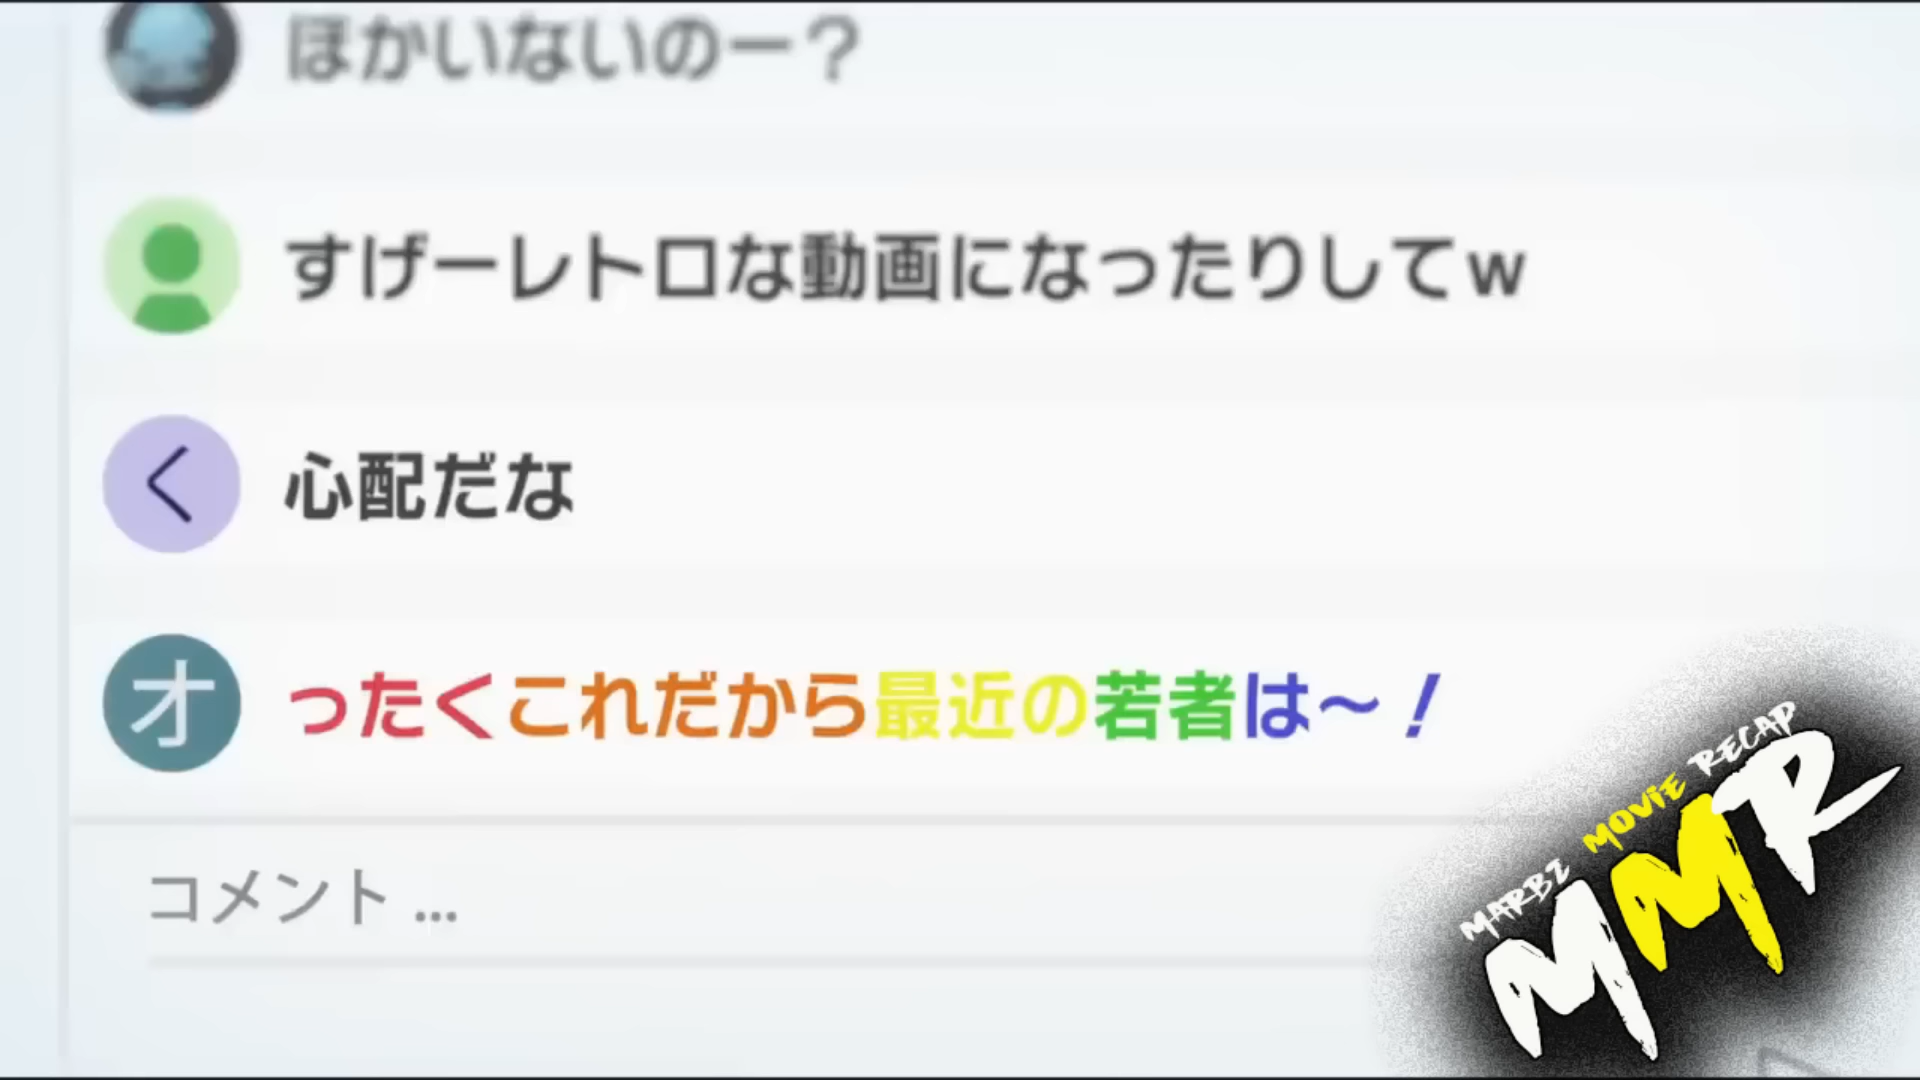 ほかいないのー？
すげーレトロな動画になったりしてw
く
心配だな
オ
ったくこれだから最近の若者は～！
コメント ...
MARBZ MOVIE RECAP
MMR